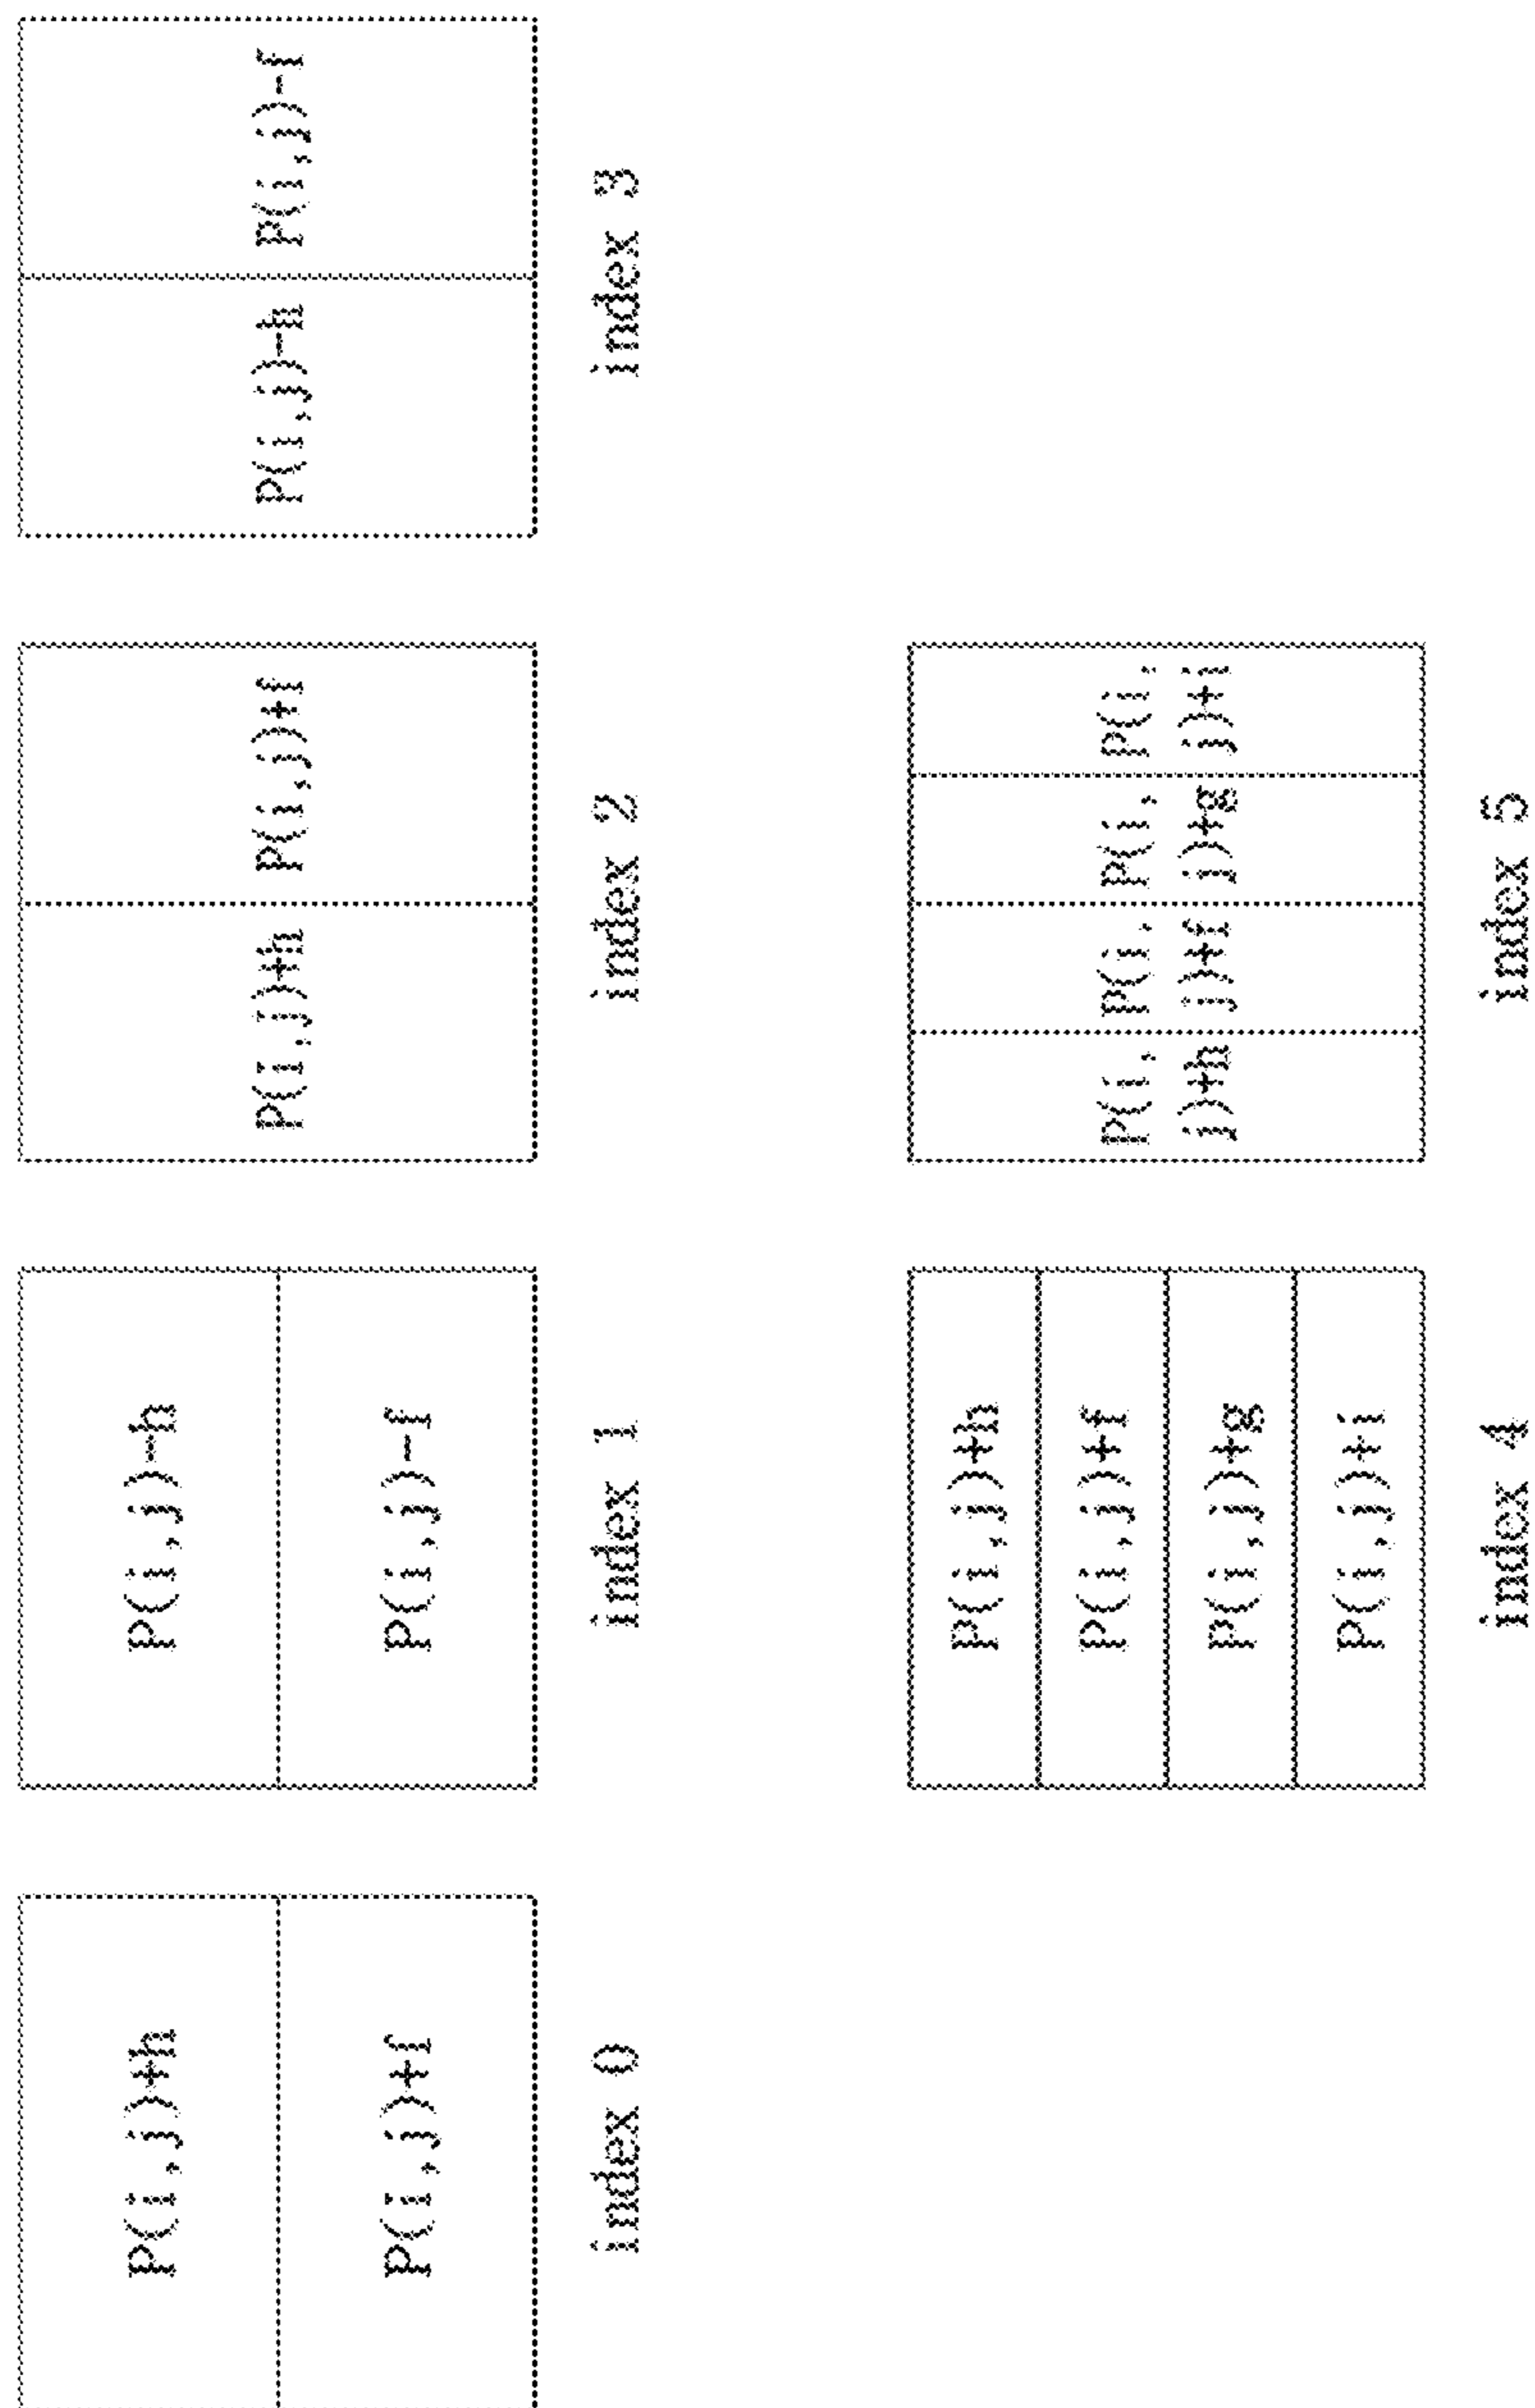 P(i,j)+h
P(i,j)+f
index 0
P(i,j)-h
P(i,j)-f
index 1
P(i,j)+h
P(i,j)+f
index 2
P(i,j)-h
P(i,j)-f
index 3
P(i,j)+h
P(i,j)+f
P(i,j)+g
P(i,j)+i
index 4
P(i,
j)+h
P(i,
j)+f
P(i,
j)+g
P(i,
j)+i
index 5